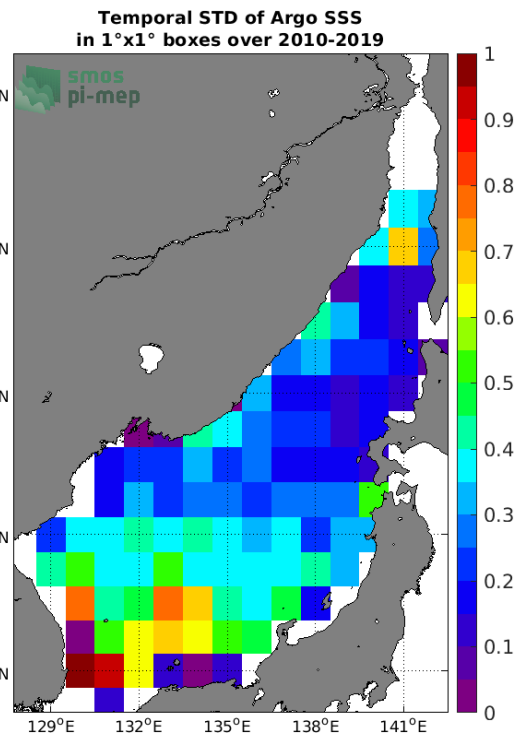 Temporal STD of Argo SSS
in 1°x1° boxes over 2010-2019
smos
pi-mep
N
N
N
N
N
1
0.9
0.8
0.7
0.6
0.5
0.4
0.3
0.2
0.1
0
129°E 132°E 135°E 138°E 141°E